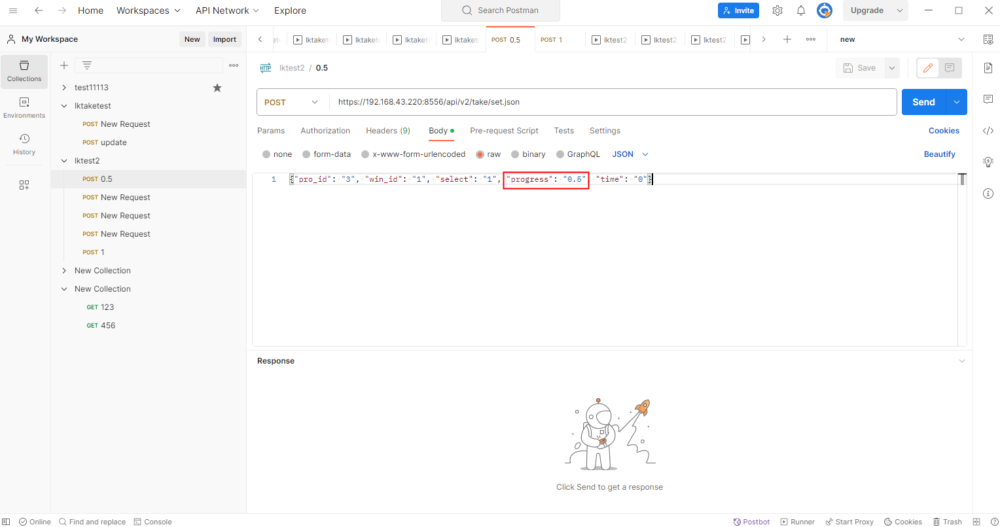 Home Workspaces API Network Explore Search Postman Invite Upgrade
My Workspace New Import lktake lktake lktake lktake POST 0.5 POST 1 lktest2 lktest2 lktest2 new
Collections
Environments
History
test11113
lktaketest
POST New Request
POST update
lktest2
POST 0.5
POST New Request
POST New Request
POST New Request
POST 1
New Collection
New Collection
GET 123
GET 456
HTTP lktest2 / 0.5 Save
POST https://192.168.43.220:8556/api/v2/take/set.json Send
Params Authorization Headers (9) Body Pre-request Script Tests Settings Cookies
none form-data x-www-form-urlencoded raw binary GraphQL JSON Beautify
1 {"pro_id": "3", "win_id": "1", "select": "1", "progress": "0.5", "time": "0"}
Response
Click Send to get a response
Online Find and replace Console Postbot Runner Start Proxy Cookies Trash